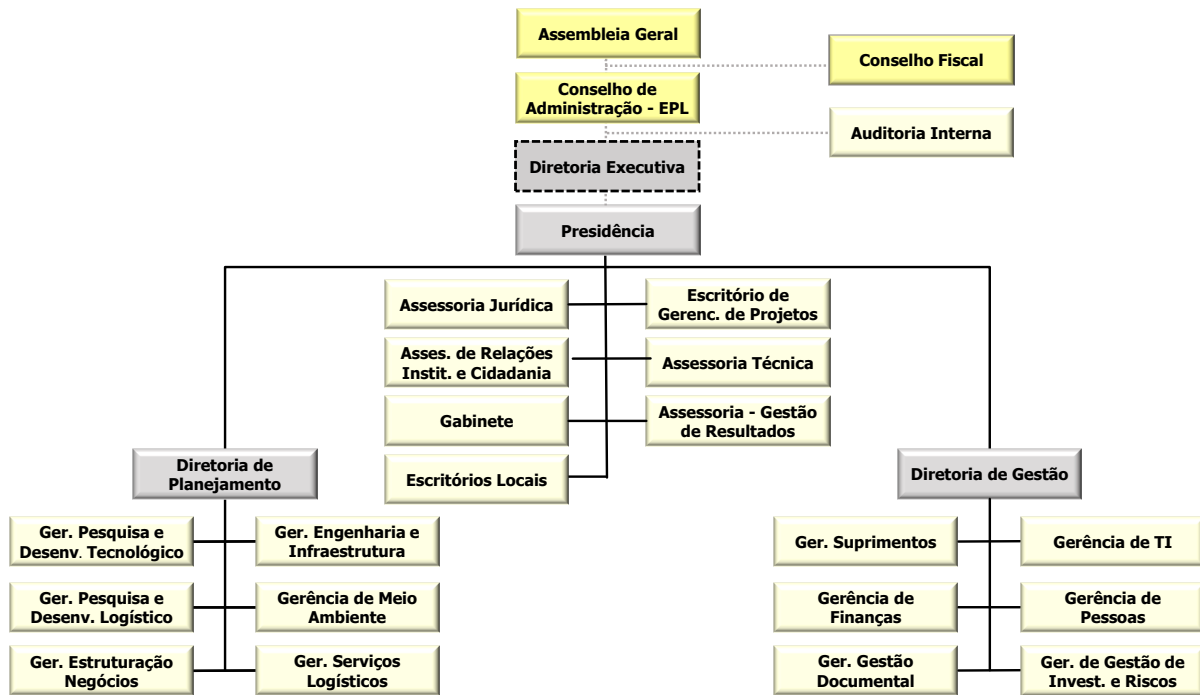 Assembleia Geral
Conselho Fiscal
Conselho de
Administração - EPL
Auditoria Interna
Diretoria Executiva
Presidência
Assessoria Jurídica
Escritório de
Gerenc. de Projetos
Asses. de Relações
Instit. e Cidadania
Assessoria Técnica
Gabinete
Assessoria - Gestão
de Resultados
Escritórios Locais
Diretoria de
Planejamento
Ger. Pesquisa e
Desenv. Tecnológico
Ger. Engenharia e
Infraestrutura
Ger. Pesquisa e
Desenv. Logístico
Gerência de Meio
Ambiente
Ger. Estruturação
Negócios
Ger. Serviços
Logísticos
Diretoria de Gestão
Ger. Suprimentos
Gerência de TI
Gerência de
Finanças
Gerência de
Pessoas
Ger. Gestão
Documental
Ger. de Gestão de
Invest. e Riscos